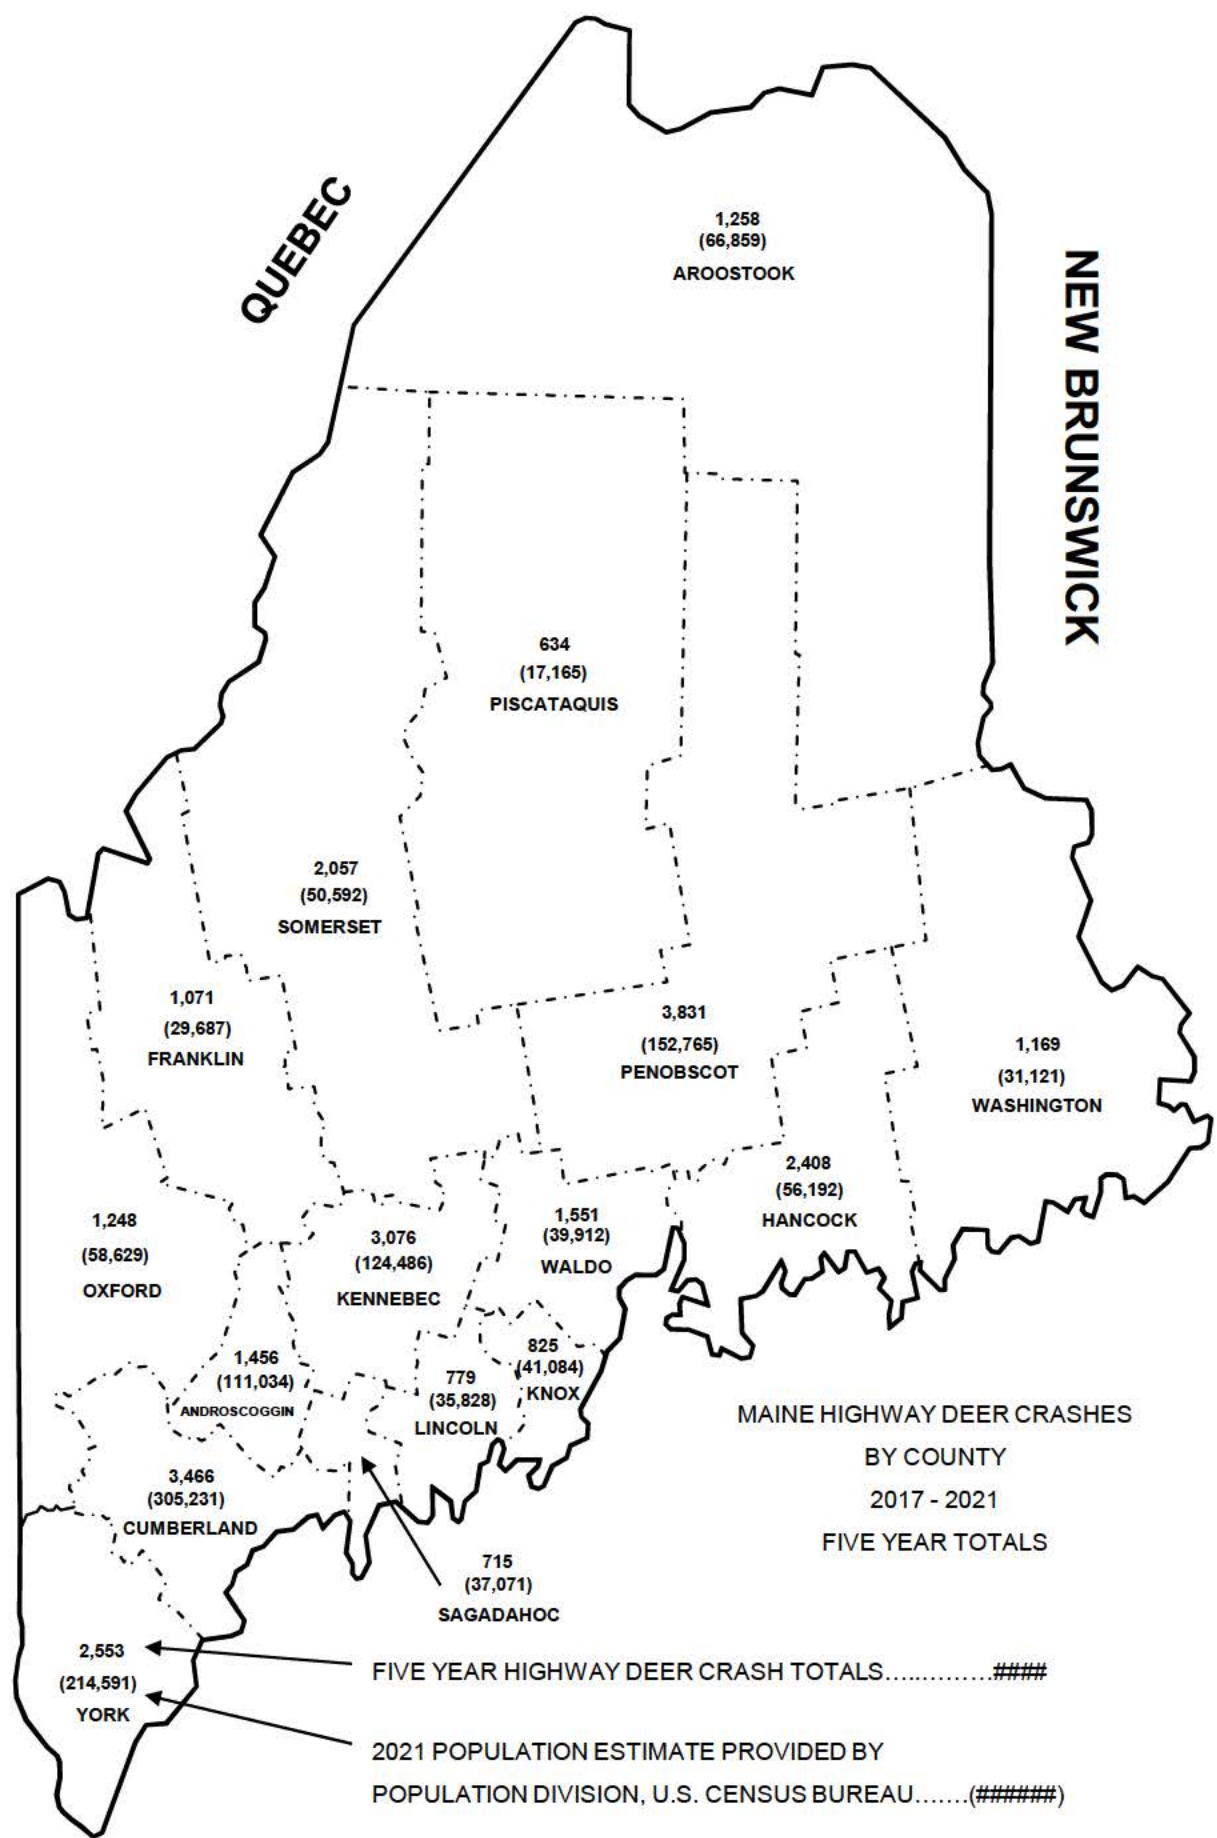 QUEBEC
NEW BRUNSWICK
1,258
(66,859)
AROOSTOOK
634
(17,165)
PISCATAQUIS
2,057
(50,592)
SOMERSET
1,071
(29,687)
FRANKLIN
3,831
(152,765)
PENOBSCOT
1,169
(31,121)
WASHINGTON
2,408
(56,192)
HANCOCK
1,551
(39,912)
WALDO
1,248
(58,629)
OXFORD
3,076
(124,486)
KENNEBEC
825
(41,084)
KNOX
1,456
(111,034)
ANDROSCOGGIN
779
(35,828)
LINCOLN
3,466
(305,231)
CUMBERLAND
715
(37,071)
SAGADAHOC
2,553
(214,591)
YORK
MAINE HIGHWAY DEER CRASHES
BY COUNTY
2017 - 2021
FIVE YEAR TOTALS
FIVE YEAR HIGHWAY DEER CRASH TOTALS………………####
2021 POPULATION ESTIMATE PROVIDED BY
POPULATION DIVISION, U.S. CENSUS BUREAU.……(######)